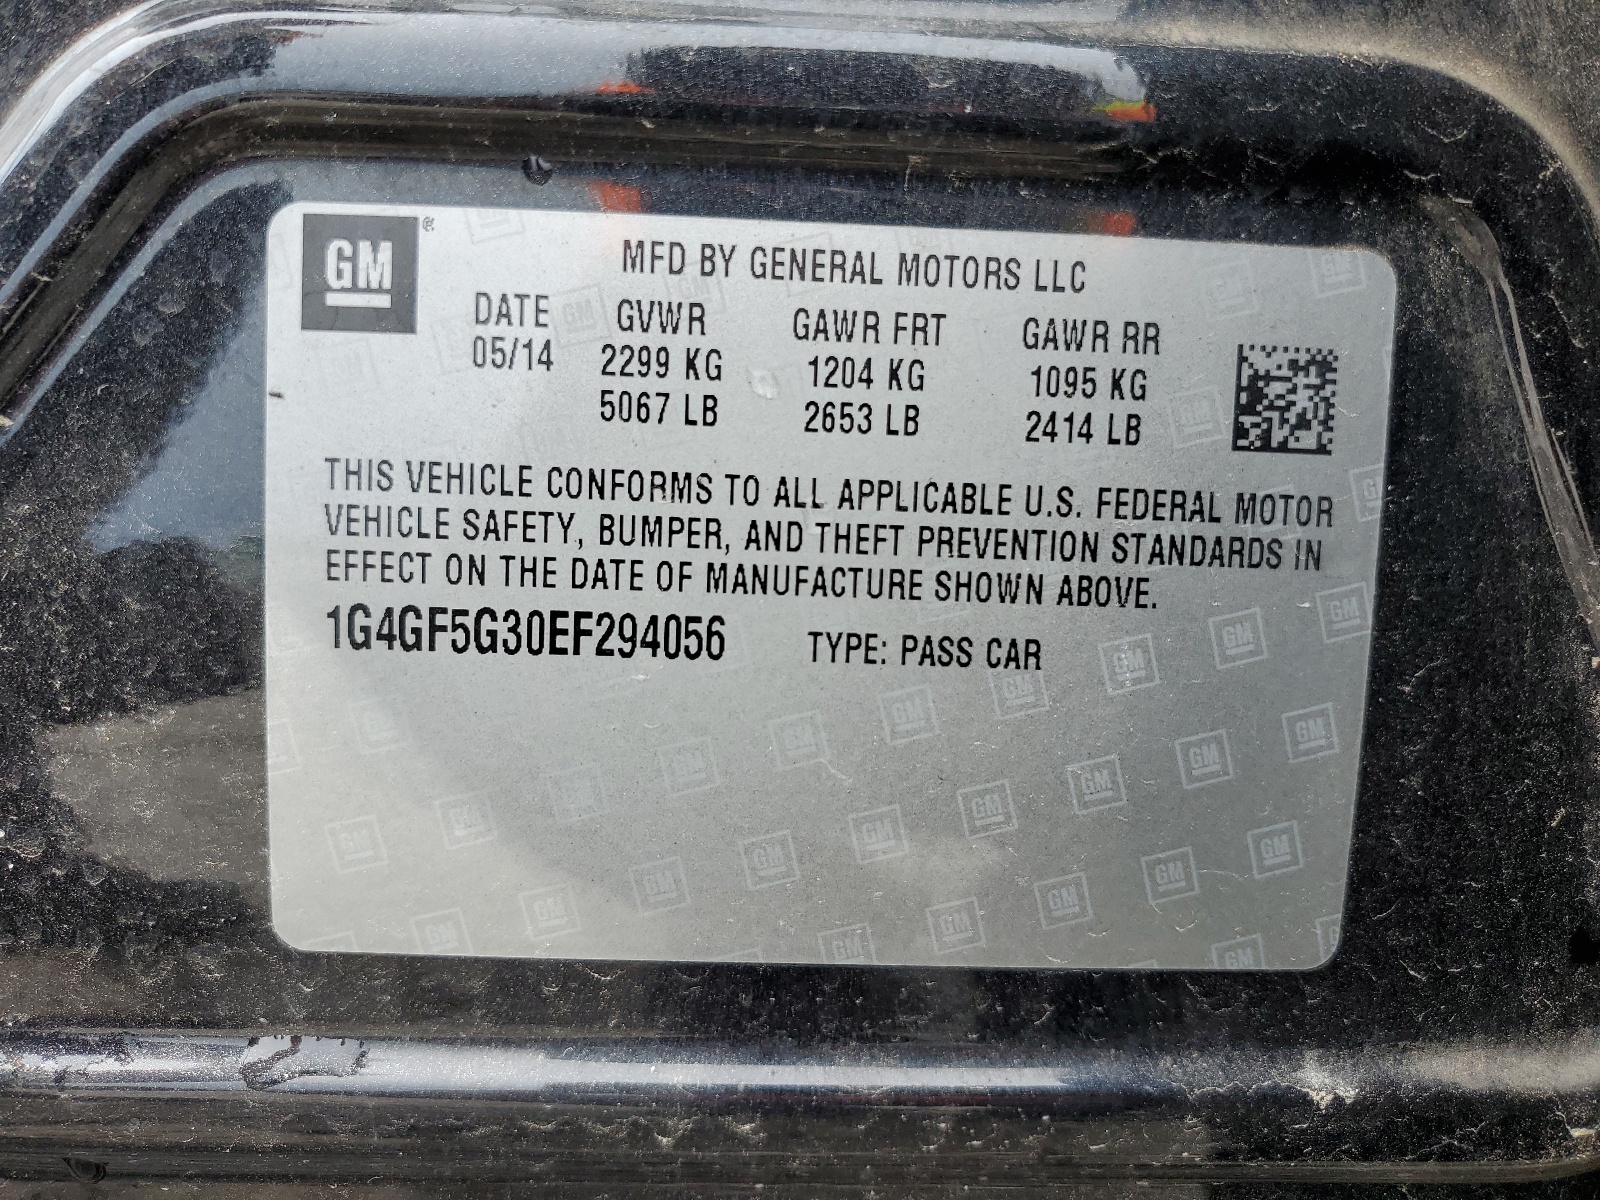 GM
MFD BY GENERAL MOTORS LLC
DATE GVWR GAWR FRT GAWR RR
05/14 2299 KG 1204 KG 1095 KG
5067 LB 2653 LB 2414 LB
THIS VEHICLE CONFORMS TO ALL APPLICABLE U.S. FEDERAL MOTOR
VEHICLE SAFETY, BUMPER, AND THEFT PREVENTION STANDARDS IN
EFFECT ON THE DATE OF MANUFACTURE SHOWN ABOVE.
1G4GF5G30EF294056 TYPE: PASS CAR